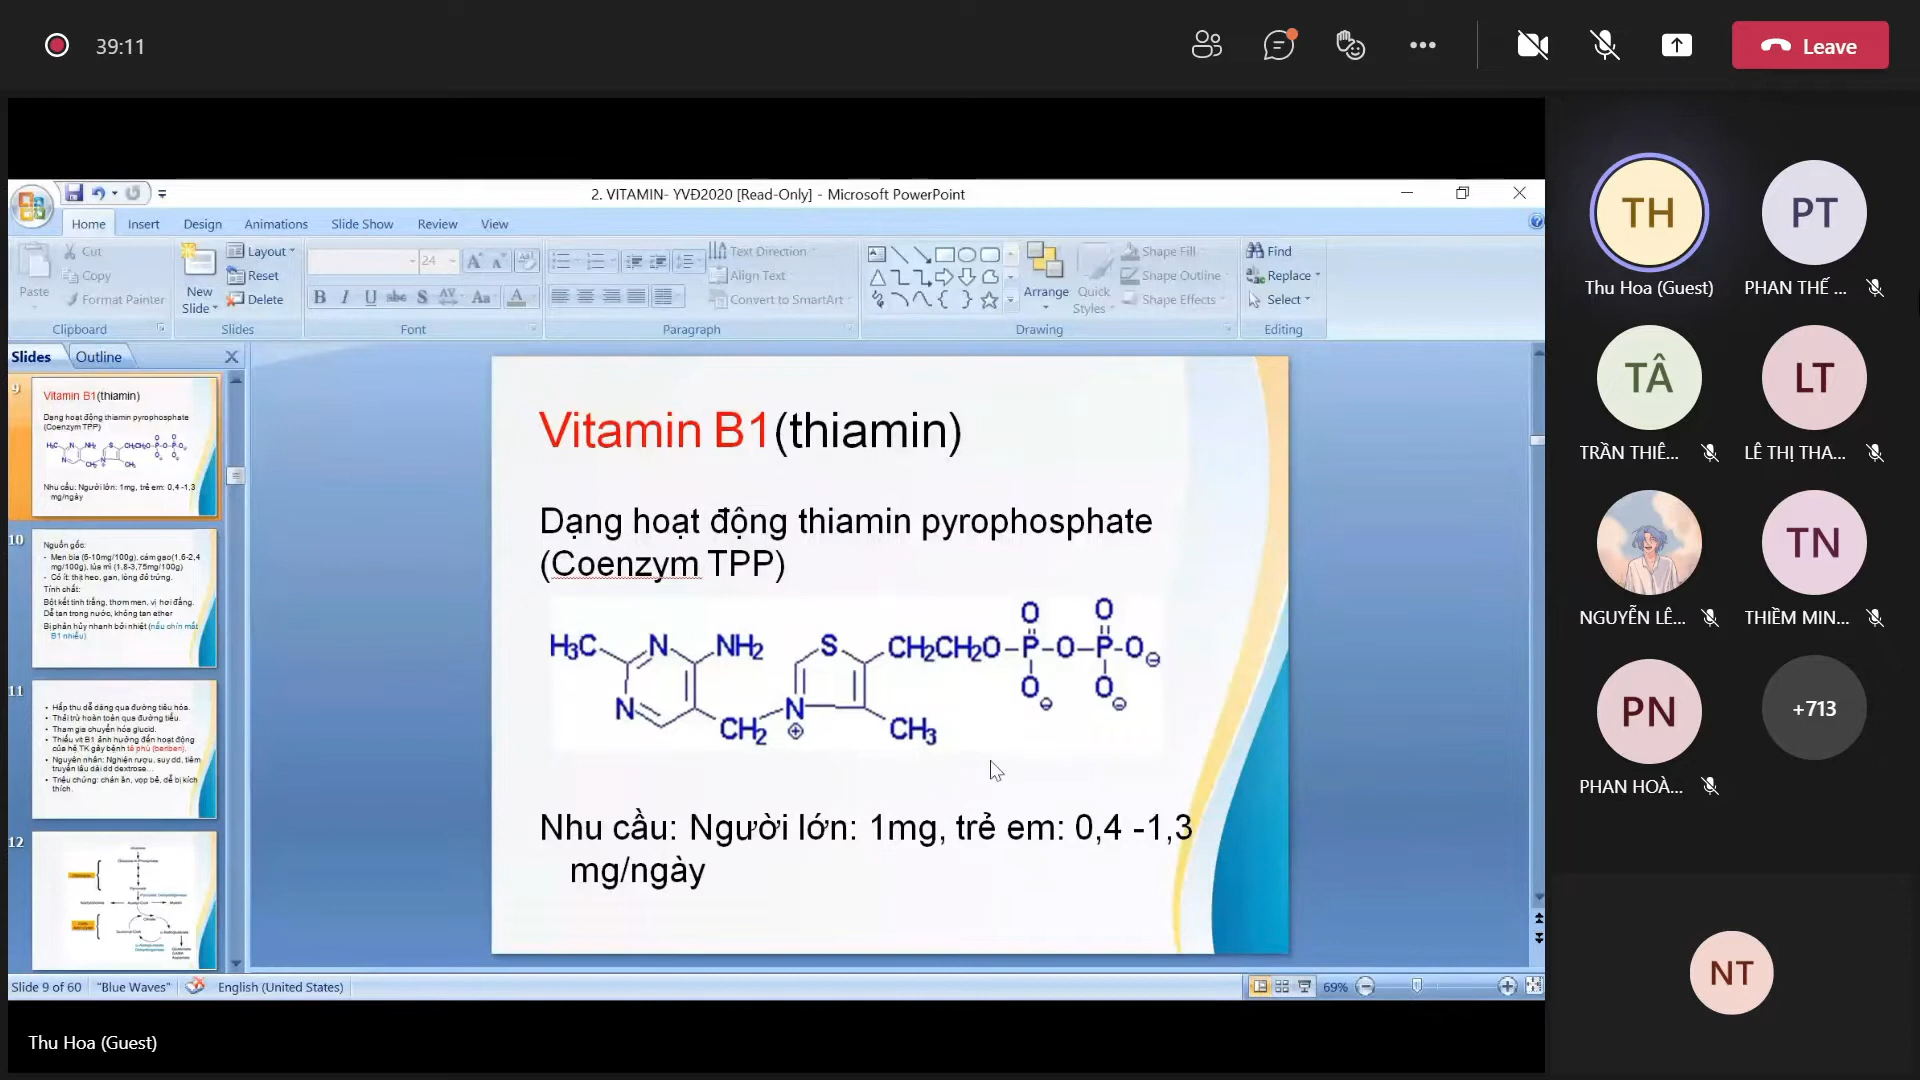 39:11
Leave
2. VITAMIN- YVĐ2020 [Read-Only] - Microsoft PowerPoint
Home Insert Design Animations Slide Show Review View
Paste
Cut
Copy
Format Painter
Clipboard
New Slide
Layout
Reset
Delete
Slides
24
B I U abc S AV Aa A
Font
Text Direction
Align Text
Convert to SmartArt
Paragraph
Arrange
Quick Styles
Shape Fill
Shape Outline
Shape Effects
Drawing
Find
Replace
Select
Editing
Slides Outline
9
Vitamin B1(thiamin)
Dạng hoạt động thiamin pyrophosphate
(Coenzym TPP)
Nhu cầu: Người lớn: 1mg, trẻ em: 0,4 -1,3
mg/ngày
10
Nguồn gốc:
- Men bia (6-10mg/100g), cám gạo(1,6-2,4
mg/100g), lúa mì (1,8-3,75mg/100g)
- Có ít: thịt heo, gan, lòng đỏ trứng.
Tính chất:
Bột kết tinh trắng, thơm men, vị hơi đắng.
Dễ tan trong nước, không tan ether
Bị phân hủy nhanh bởi nhiệt (nấu chín mất
B1 nhiều)
11
• Hấp thu dễ dàng qua đường tiêu hóa.
• Thải trừ hoàn toàn qua đường tiểu.
• Tham gia chuyển hóa glucid.
• Thiếu vit B1 ảnh hưởng đến hoạt động
của hệ TK gây bệnh tê phù (beriberi).
• Nguyên nhân: Nghiện rượu, suy dd, tiêm
truyền lâu dài dd dextrose...
• Triệu chứng: chán ăn, vọp bẻ, dễ bị kích
thích.
12
Vitamin B1(thiamin)
Dạng hoạt động thiamin pyrophosphate
(Coenzym TPP)
H3C N NH2 S CH2CH2O-P-O-P-O⊖
O O
N CH2 N⊕ CH3 O⊖ O⊖
Nhu cầu: Người lớn: 1mg, trẻ em: 0,4 -1,3
mg/ngày
Slide 9 of 60 "Blue Waves" English (United States) 69%
Thu Hoa (Guest)
TH
Thu Hoa (Guest)
PT
PHAN THẾ ...
TÂ
TRẦN THIÊ...
LT
LÊ THỊ THA...
NGUYỄN LÊ...
TN
THIỀM MIN...
PN
PHAN HOÀ...
+713
NT